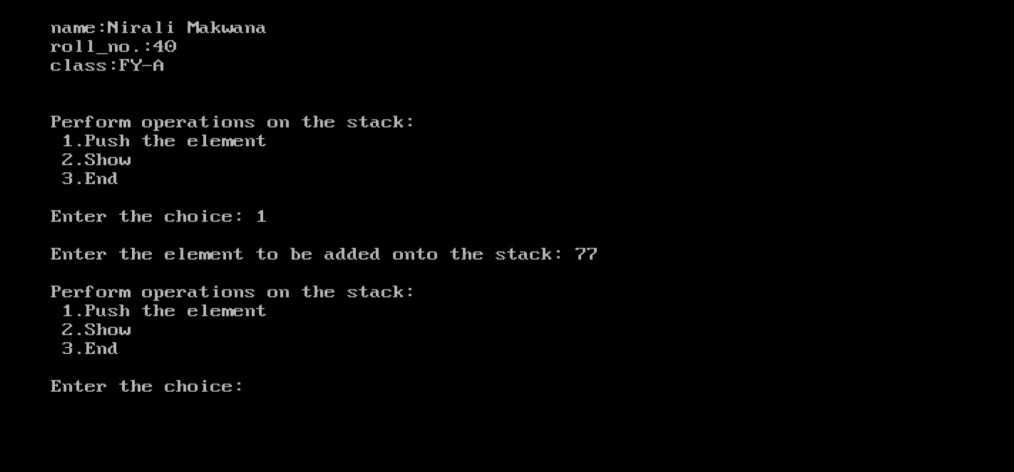 name:Nirali Makwana
roll_no.:40
class:FY-A
Perform operations on the stack:
1.Push the element
2.Show
3.End
Enter the choice: 1
Enter the element to be added onto the stack: 77
Perform operations on the stack:
1.Push the element
2.Show
3.End
Enter the choice: